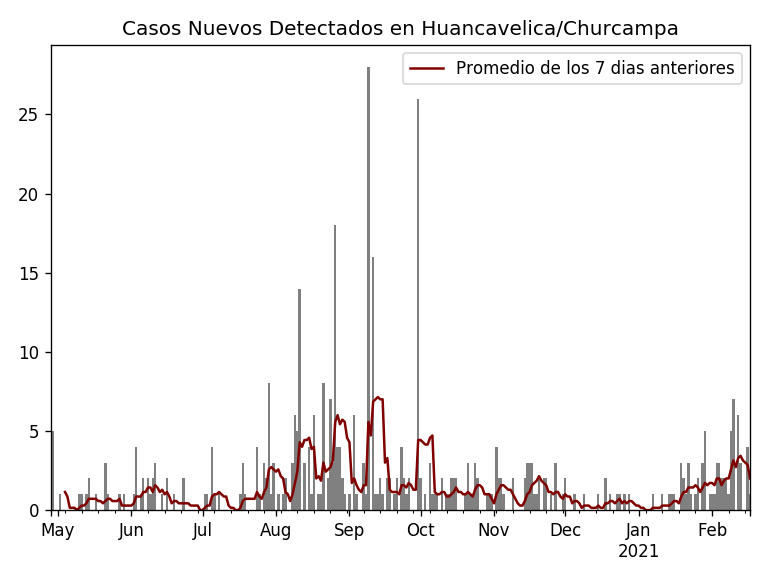 Casos Nuevos Detectados en Huancavelica/Churcampa
Promedio de los 7 dias anteriores
25
20
15
10
5
0
May Jun Jul Aug Sep Oct Nov Dec Jan Feb
2021